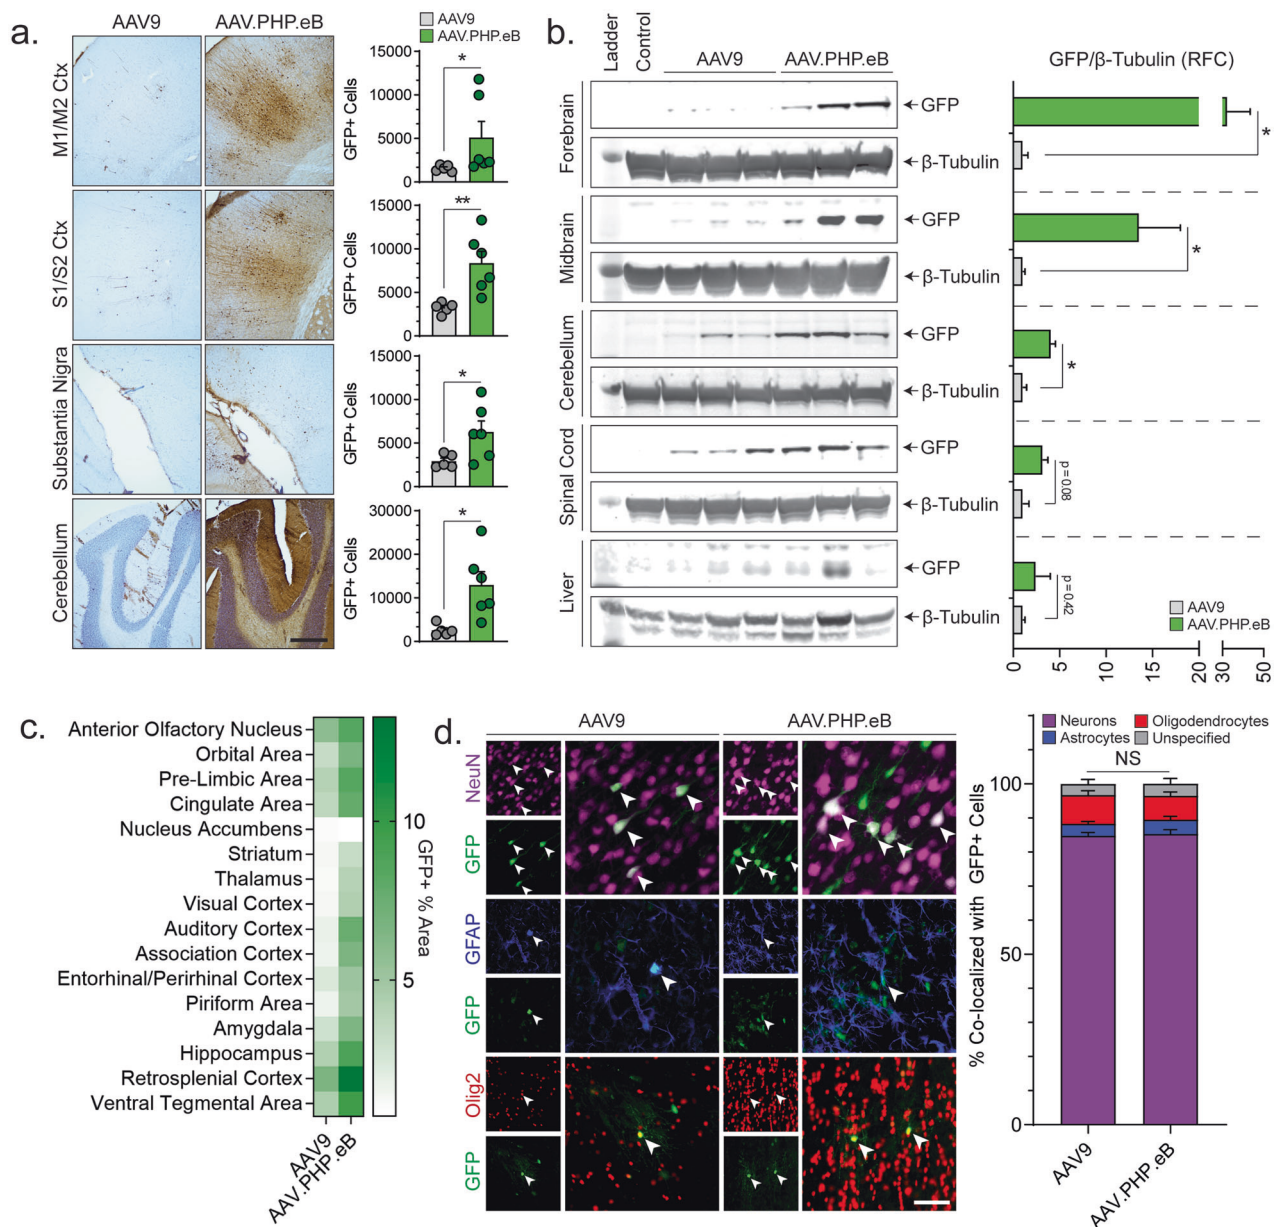 a.
AAV9
AAV.PHP.eB
AAV9
AAV.PHP.eB
M1/M2 Ctx
S1/S2 Ctx
Substantia Nigra
Cerebellum
GFP+ Cells
15000
10000
5000
0
*
GFP+ Cells
15000
10000
5000
0
**
GFP+ Cells
15000
10000
5000
0
*
GFP+ Cells
30000
20000
10000
0
*
b.
Ladder
Control
AAV9
AAV.PHP.eB
Forebrain
←GFP
←β-Tubulin
Midbrain
←GFP
←β-Tubulin
Cerebellum
←GFP
←β-Tubulin
Spinal Cord
←GFP
←β-Tubulin
Liver
←GFP
←β-Tubulin
GFP/β-Tubulin (RFC)
*
*
*
p = 0.08
p = 0.42
AAV9
AAV.PHP.eB
0
5
10
15
20
30
50
c.
Anterior Olfactory Nucleus
Orbital Area
Pre-Limbic Area
Cingulate Area
Nucleus Accumbens
Striatum
Thalamus
Visual Cortex
Auditory Cortex
Association Cortex
Entorhinal/Perirhinal Cortex
Piriform Area
Amygdala
Hippocampus
Retrosplenial Cortex
Ventral Tegmental Area
AAV9
AAV.PHP.eB
10
5
GFP+ % Area
d.
AAV9
AAV.PHP.eB
NeuN
GFP
GFAP
GFP
Olig2
GFP
Neurons
Oligodendrocytes
Astrocytes
Unspecified
NS
% Co-localized with GFP+ Cells
100
50
0
AAV9
AAV.PHP.eB